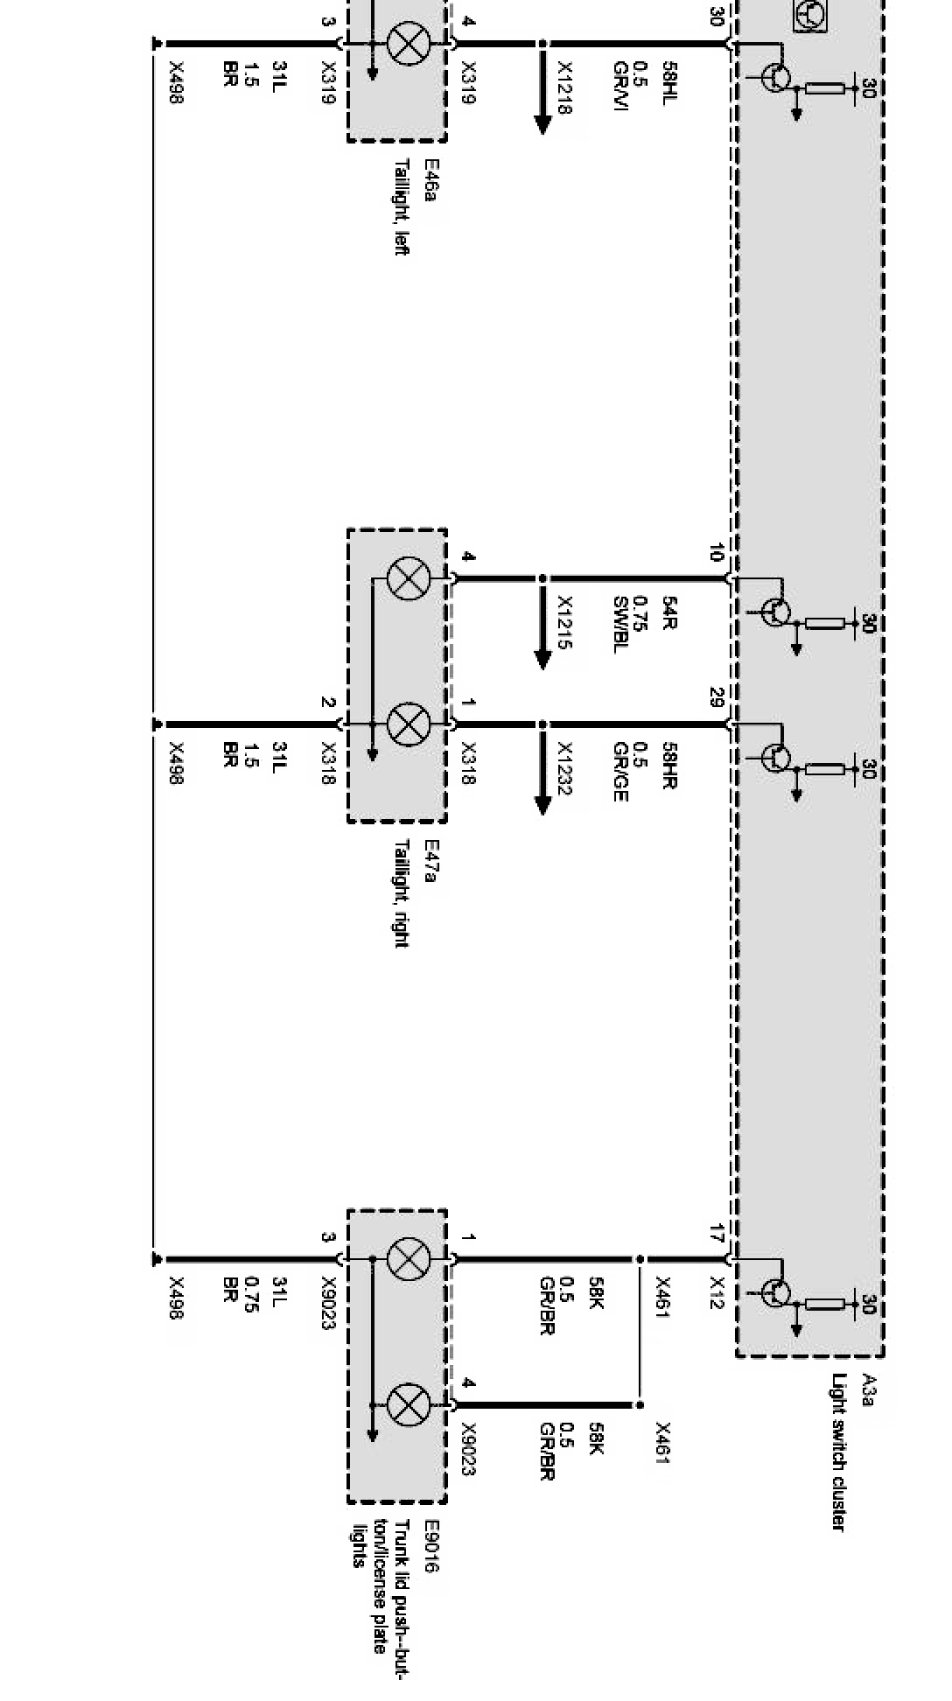 30
30
30
30
A3a
Light switch cluster
30
10
29
17
X12
58HL
0.5
GR/VI
X1218
54R
0.75
SW/BL
X1215
58HR
0.5
GR/GE
X1232
X461
58K
0.5
GR/BR
X461
58K
0.5
GR/BR
4
X319
4
1
X318
1
4
X9023
E46a
Taillight, left
E47a
Taillight, right
E9016
Trunk lid push--but-
ton/license plate
lights
3
X319
31L
1.5
BR
X498
2
X318
31L
1.5
BR
X498
3
X9023
31L
0.75
BR
X498